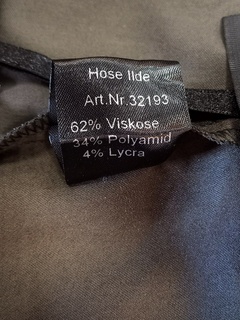 Hose Ilde
Art.Nr.32193
62% Viskose
34% Polyamid
4% Lycra